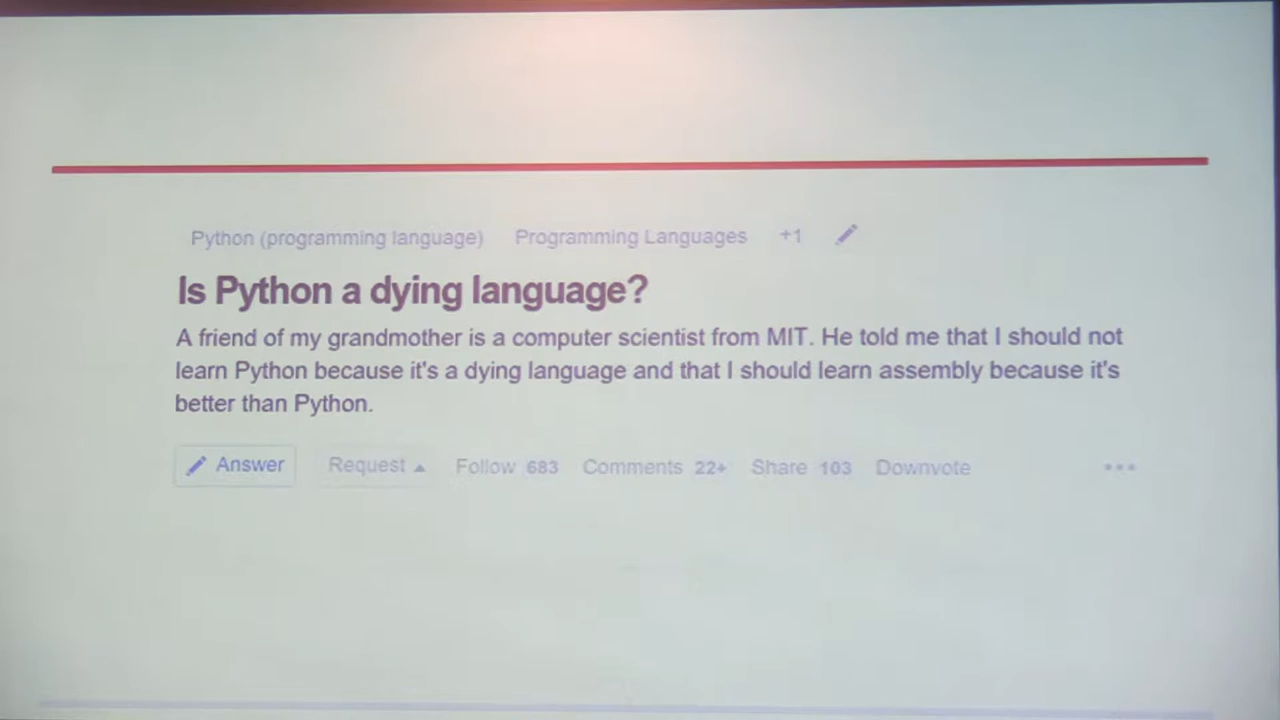 Python (programming language) Programming Languages +1
Is Python a dying language?
A friend of my grandmother is a computer scientist from MIT. He told me that I should not
learn Python because it's a dying language and that I should learn assembly because it's
better than Python.
Answer Request Follow 683 Comments 22+ Share 103 Downvote